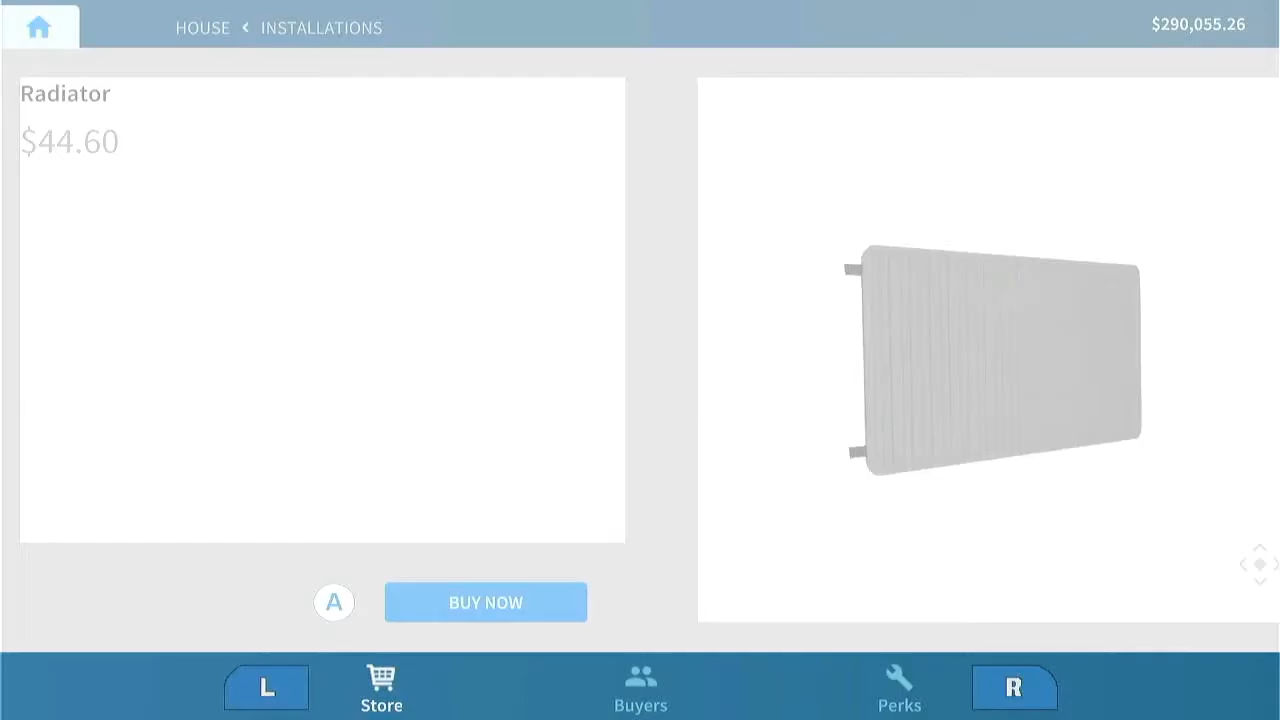 HOUSE < INSTALLATIONS
$290,055.26
Radiator
$44.60
A
BUY NOW
L
Store
Buyers
Perks
R